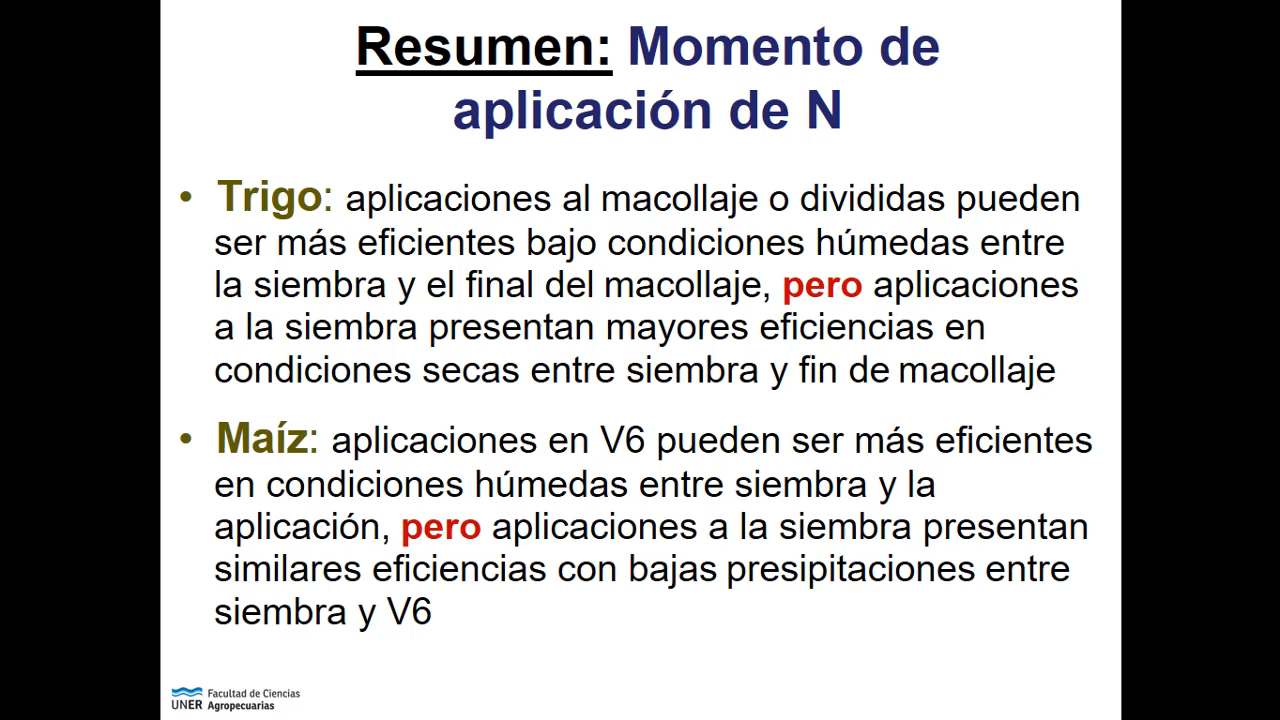 Resumen: Momento de
aplicación de N
• Trigo: aplicaciones al macollaje o divididas pueden
ser más eficientes bajo condiciones húmedas entre
la siembra y el final del macollaje, pero aplicaciones
a la siembra presentan mayores eficiencias en
condiciones secas entre siembra y fin de macollaje
• Maíz: aplicaciones en V6 pueden ser más eficientes
en condiciones húmedas entre siembra y la
aplicación, pero aplicaciones a la siembra presentan
similares eficiencias con bajas presipitaciones entre
siembra y V6
UNER
Facultad de Ciencias
Agropecuarias